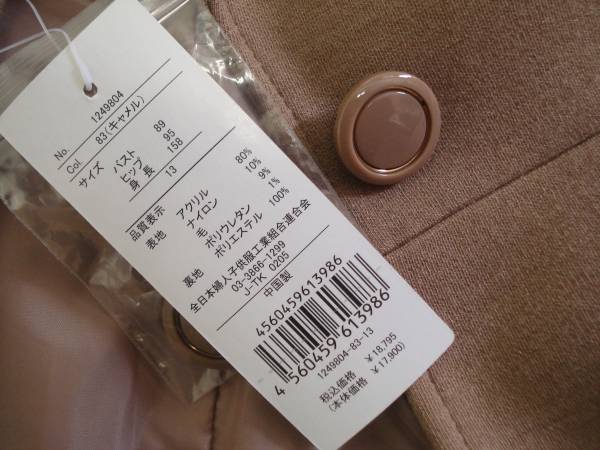 No. 1249804
Col. 83(キャメル)
サイズ バスト 89
ヒップ 95
身長 158
13
品質表示
表地 アクリル 80%
ナイロン 10%
毛 9%
ポリウレタン 1%
裏地 ポリエステル 100%
全日本婦人子供服工業組合連合会
03-3866-1299
J-TK 0205
中国製
4560459613986
4 560459 613986
1249804-83-13
税込価格 ¥18,795
(本体価格 ¥17,900)